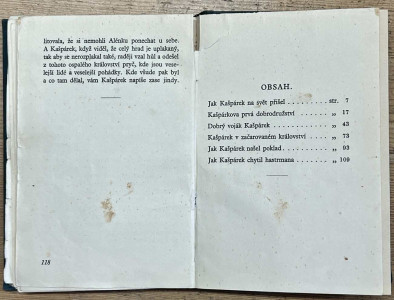 litovala, že si nemohli Alénku ponechat u sebe.
A Kašpárek, když viděl, že celý hrad je uplakaný,
tak aby se nerozplakal také, raději vzal hůl a odešel
z tohoto ospalého království pryč, kde jsou vese-
lejší lidé a veselejší pohádky. Kde všude pak byl
a co tam dělal, vám Kašpárek napíše zase jindy.
118
OBSAH.
Jak Kašpárek na svět přišel . . . . . . . . str. 7
Kašpárkova prvá dobrodružství . . . . . . „ 17
Dobrý voják Kašpárek . . . . . . . . . . . „ 43
Kašpárek v začarovaném království . . . . . „ 73
Jak Kašpárek našel poklad . . . . . . . . . „ 93
Jak Kašpárek chytil hastrmana . . . . . . . „ 109